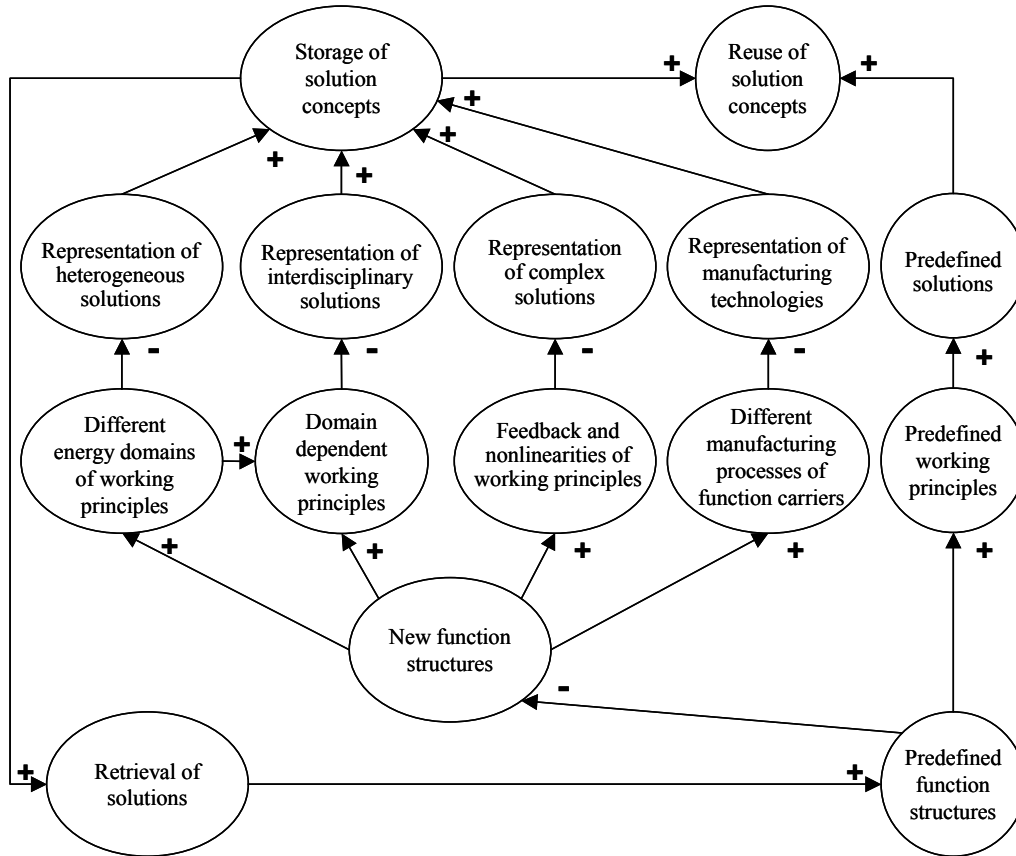 Storage of
solution
concepts
Reuse of
solution
concepts
+
+
+
+
+
+
Representation of
heterogeneous
solutions
Representation of
interdisciplinary
solutions
Representation
of complex
solutions
Representation of
manufacturing
technologies
Predefined
solutions
-
-
-
-
+
Different
energy domains
of working
principles
+
Domain
dependent
working
principles
Feedback and
nonlinearities of
working principles
Different
manufacturing
processes of
function carriers
Predefined
working
principles
+
+
+
+
+
New function
structures
-
+
Retrieval of
solutions
+
Predefined
function
structures